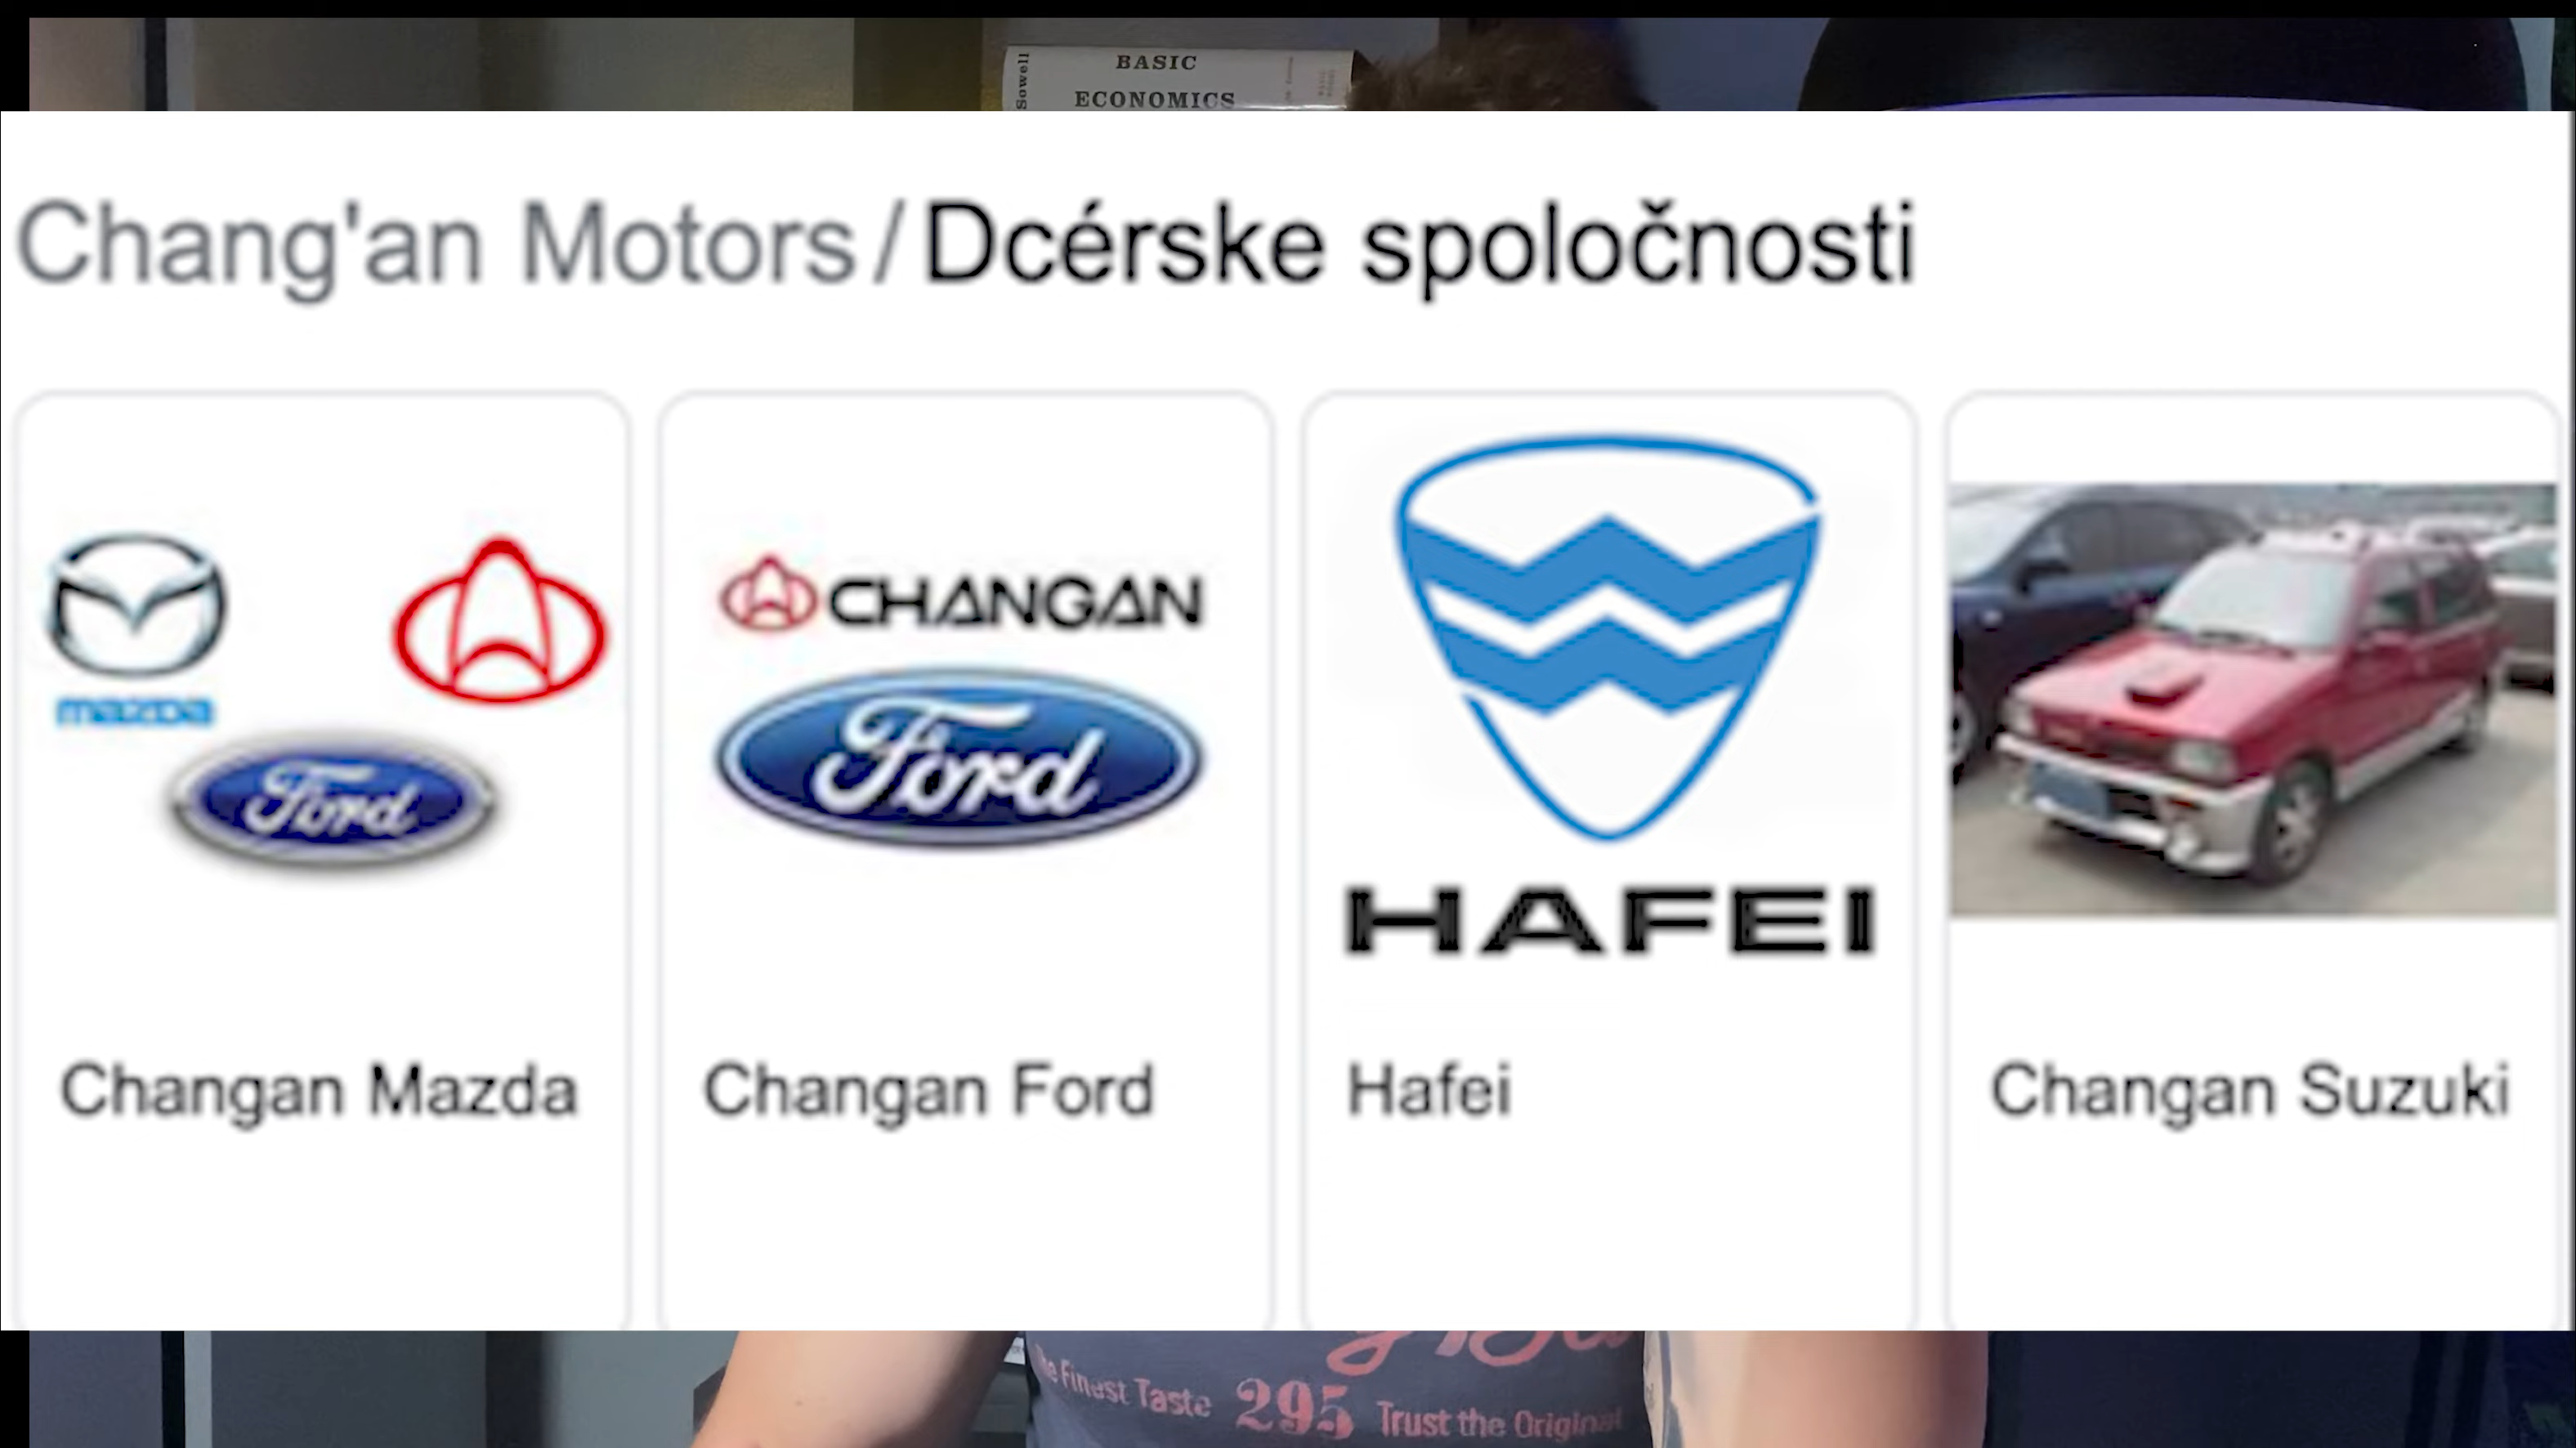 Sowell
BASIC
ECONOMICS
Chang'an Motors / Dcérske spoločnosti
Ford
Changan Mazda
CHANGAN
Ford
Changan Ford
HAFEI
Hafei
Changan Suzuki
The Finest Taste 295 Trust the Original